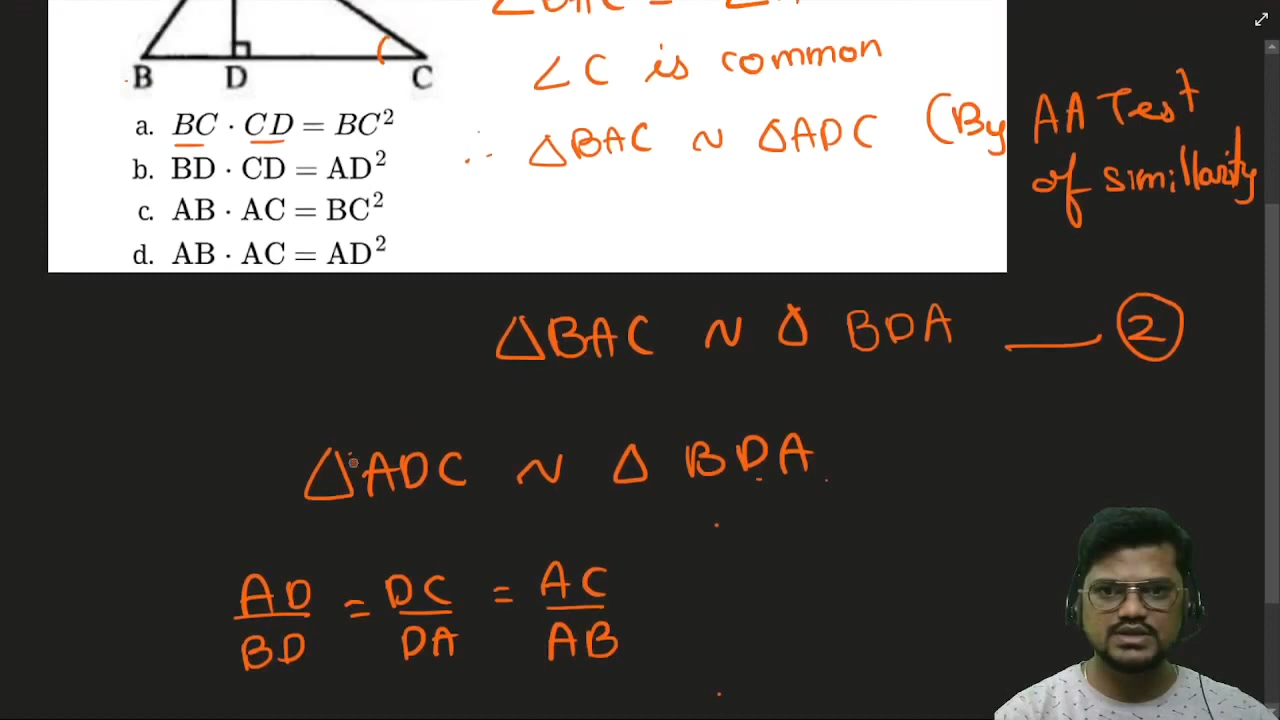 B D C
a. BC · CD = BC²
b. BD · CD = AD²
c. AB · AC = BC²
d. AB · AC = AD²
∠C is common
∴ △BAC ~ △ADC (By AA Test
of simillarity
△BAC ~ △ BDA — 2
△ADC ~ △ BDA
AD/BD = DC/DA = AC/AB